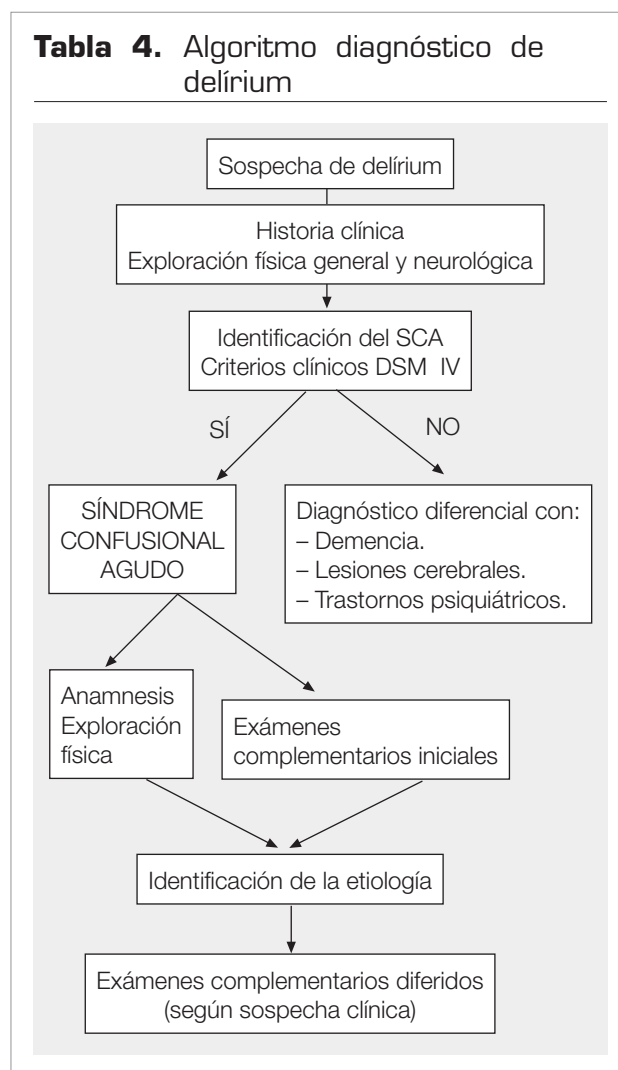 Tabla 4. Algoritmo diagnóstico de
delírium
Sospecha de delírium
Historia clínica
Exploración física general y neurológica
Identificación del SCA
Criterios clínicos DSM IV
SÍ
NO
SÍNDROME
CONFUSIONAL
AGUDO
Diagnóstico diferencial con:
– Demencia.
– Lesiones cerebrales.
– Trastornos psiquiátricos.
Anamnesis
Exploración
física
Exámenes
complementarios iniciales
Identificación de la etiología
Exámenes complementarios diferidos
(según sospecha clínica)